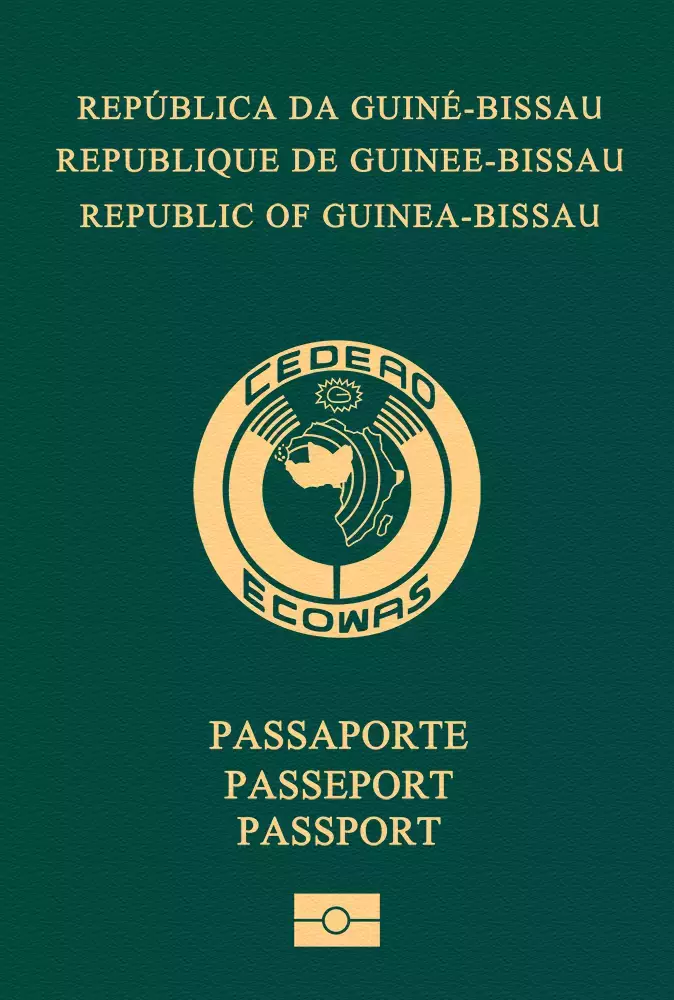 REPÚBLICA DA GUINÉ-BISSAU
REPUBLIQUE DE GUINEE-BISSAU
REPUBLIC OF GUINEA-BISSAU
CEDEAO
ECOWAS
PASSAPORTE
PASSEPORT
PASSPORT